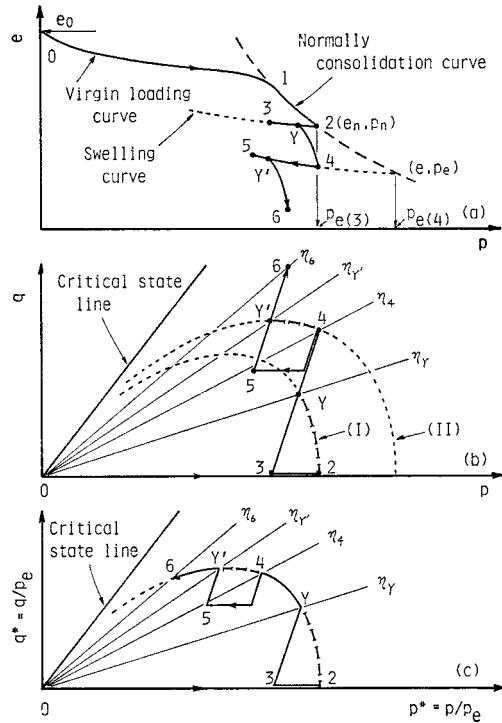 e
e₀
0
1
Normally
consolidation curve
Virgin loading
curve
3
Y
2(eₙ,pₙ)
Swelling
curve
5
Y'
4
(e,pₑ)
6
pₑ(3)
pₑ(4)
(a)
p
q
Critical state
line
6
η₆
ηY'
η₄
Y'
4
5
ηY
Y
(I)
(II)
3
2
(b)
0
p
q* = q/pₑ
Critical
state line
η₆
ηY'
η₄
6
Y'
4
ηY
5
Y
3
2
(c)
0
p* = p/pₑ